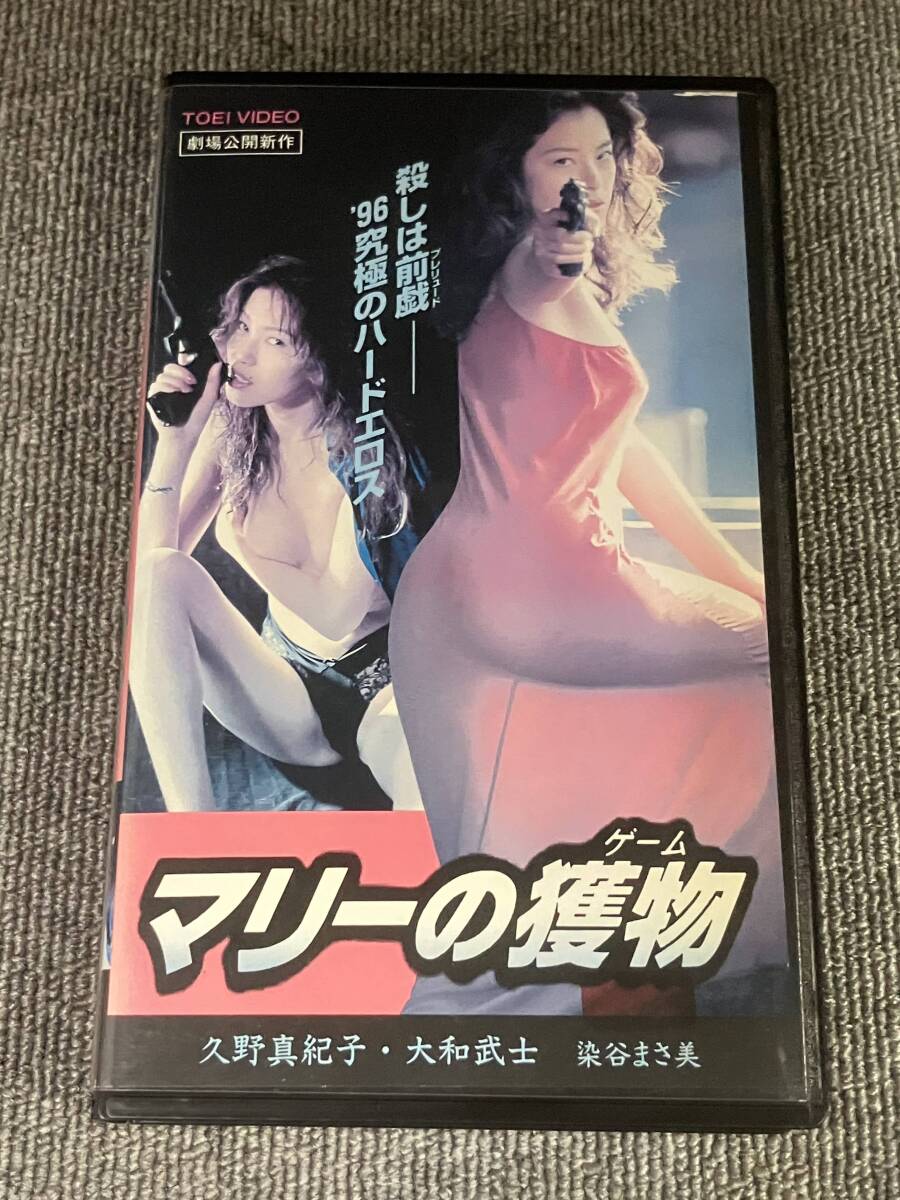 TOEI VIDEO
劇場公開新作
殺しは前戯――
プレリュード
'96究極のハードエロス
ゲーム
マリーの獲物
久野真紀子・大和武士 染谷まさ美